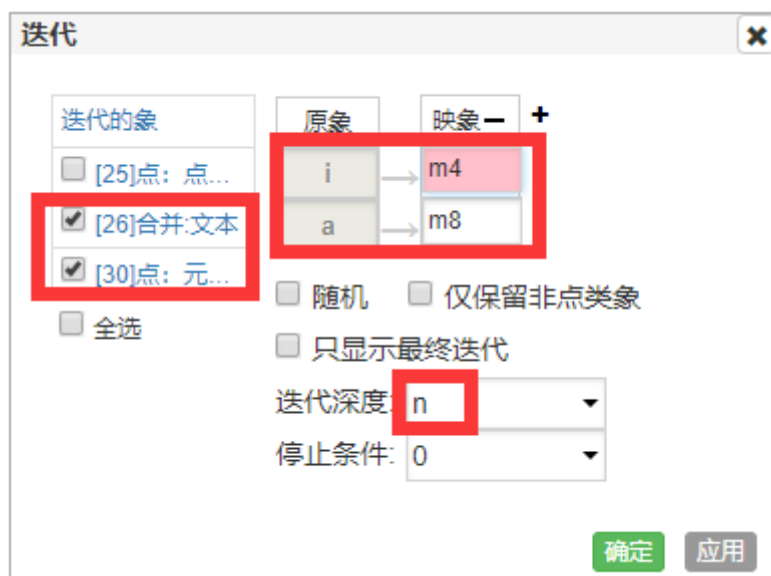 迭代
迭代的象
原象 映象 − +
[25]点：点...
i → m4
[26]合并:文本
a → m8
[30]点：元...
随机 仅保留非点类象
全选
只显示最终迭代
迭代深度: n
停止条件: 0
确定 应用